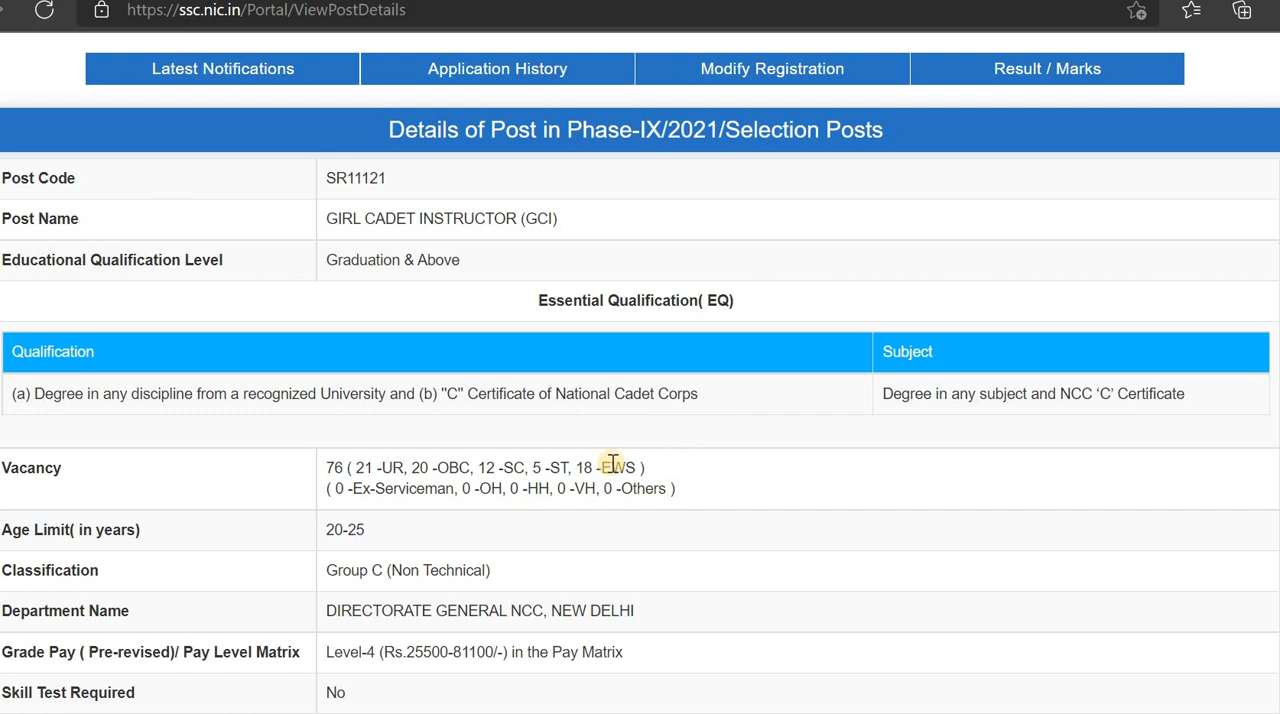 https://ssc.nic.in/Portal/ViewPostDetails
Latest Notifications Application History Modify Registration Result / Marks
Details of Post in Phase-IX/2021/Selection Posts
Post Code SR11121
Post Name GIRL CADET INSTRUCTOR (GCI)
Educational Qualification Level Graduation & Above
Essential Qualification( EQ)
Qualification Subject
(a) Degree in any discipline from a recognized University and (b) "C" Certificate of National Cadet Corps Degree in any subject and NCC ‘C’ Certificate
Vacancy 76 ( 21 -UR, 20 -OBC, 12 -SC, 5 -ST, 18 -EWS )
( 0 -Ex-Serviceman, 0 -OH, 0 -HH, 0 -VH, 0 -Others )
Age Limit( in years) 20-25
Classification Group C (Non Technical)
Department Name DIRECTORATE GENERAL NCC, NEW DELHI
Grade Pay ( Pre-revised)/ Pay Level Matrix Level-4 (Rs.25500-81100/-) in the Pay Matrix
Skill Test Required No